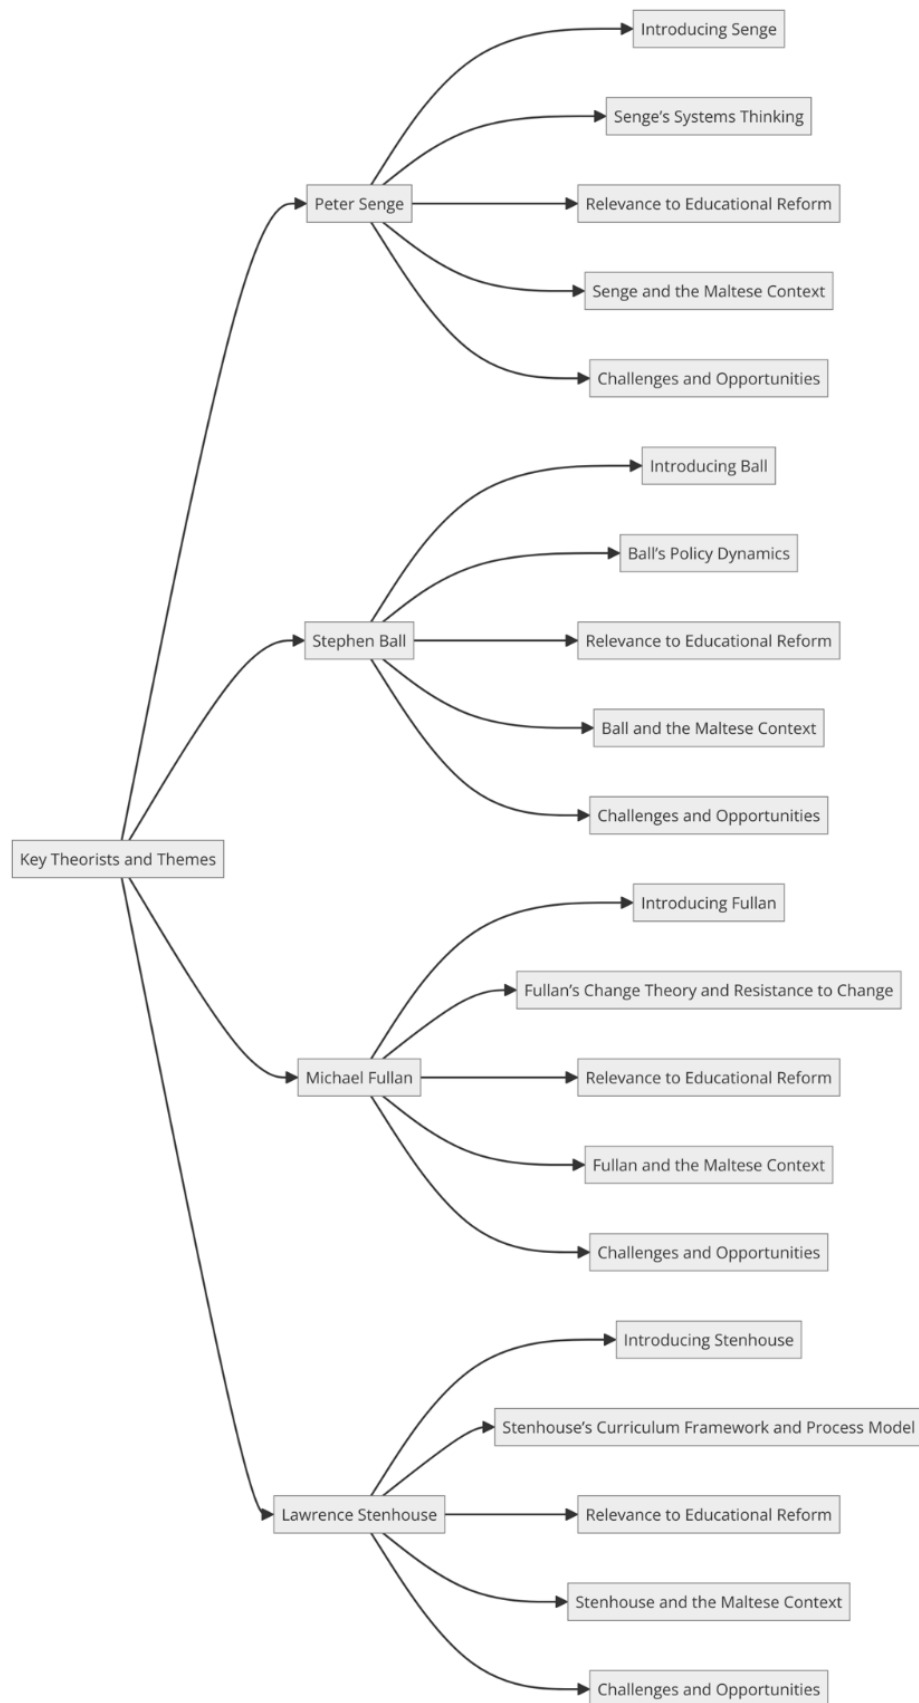 Key Theorists and Themes
Peter Senge
Introducing Senge
Senge’s Systems Thinking
Relevance to Educational Reform
Senge and the Maltese Context
Challenges and Opportunities
Stephen Ball
Introducing Ball
Ball’s Policy Dynamics
Relevance to Educational Reform
Ball and the Maltese Context
Challenges and Opportunities
Michael Fullan
Introducing Fullan
Fullan’s Change Theory and Resistance to Change
Relevance to Educational Reform
Fullan and the Maltese Context
Challenges and Opportunities
Lawrence Stenhouse
Introducing Stenhouse
Stenhouse’s Curriculum Framework and Process Model
Relevance to Educational Reform
Stenhouse and the Maltese Context
Challenges and Opportunities